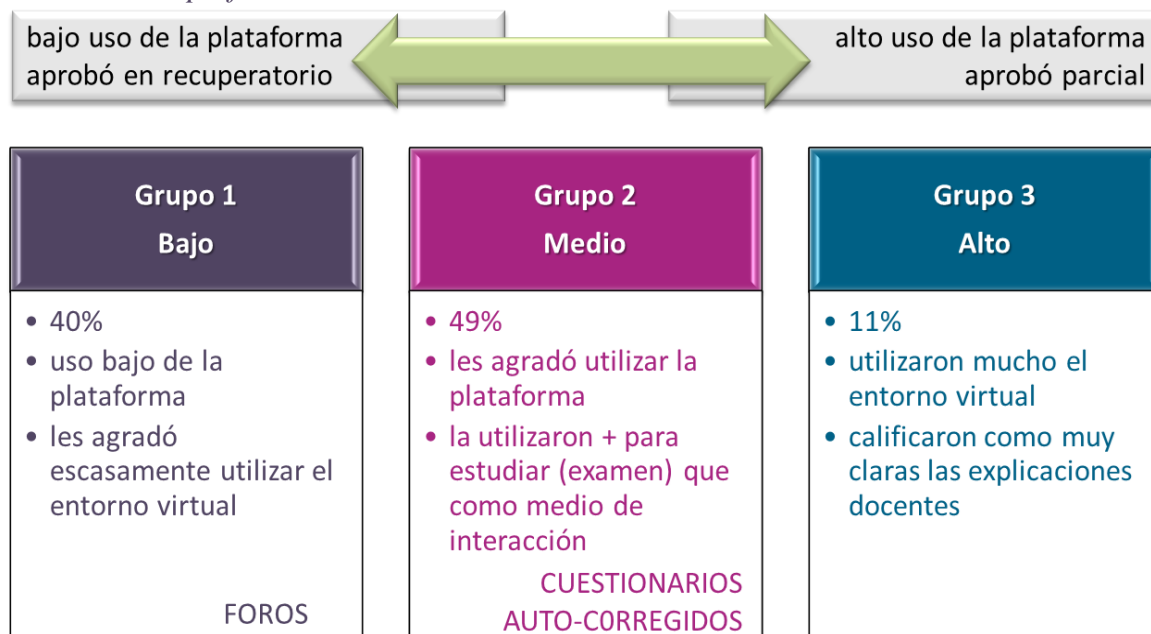 bajo uso de la plataforma
aprobó en recuperatorio
alto uso de la plataforma
aprobó parcial
Grupo 1
Bajo
• 40%
• uso bajo de la
plataforma
• les agradó
escasamente utilizar el
entorno virtual
FOROS
Grupo 2
Medio
• 49%
• les agradó utilizar la
plataforma
• la utilizaron + para
estudiar (examen) que
como medio de
interacción
CUESTIONARIOS
AUTO-C0RREGIDOS
Grupo 3
Alto
• 11%
• utilizaron mucho el
entorno virtual
• calificaron como muy
claras las explicaciones
docentes